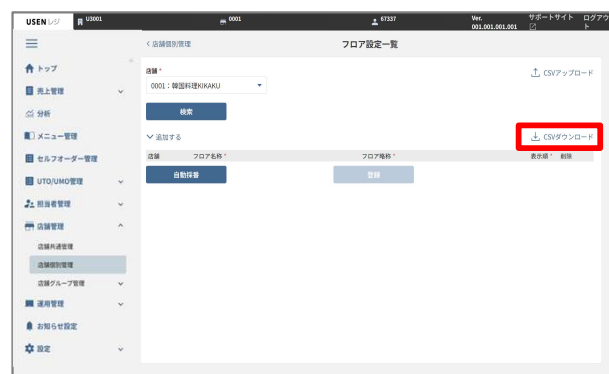 USENレジ U3001 0001 67337 Ver. 001.001.001.001 サポートサイト ログアウト
< 店舗個別管理 フロア設定一覧
トップ
売上管理
分析
メニュー管理
セルフオーダー管理
UTO/UMO管理
担当者管理
店舗管理
店舗共通管理
店舗個別管理
店舗グループ管理
運用管理
お知らせ設定
設定
店舗 *
0001：韓国料理KIKAKU
CSVアップロード
検索
追加する
CSVダウンロード
店舗 フロア名称 * フロア略称 * 表示順 * 削除
自動採番 登録